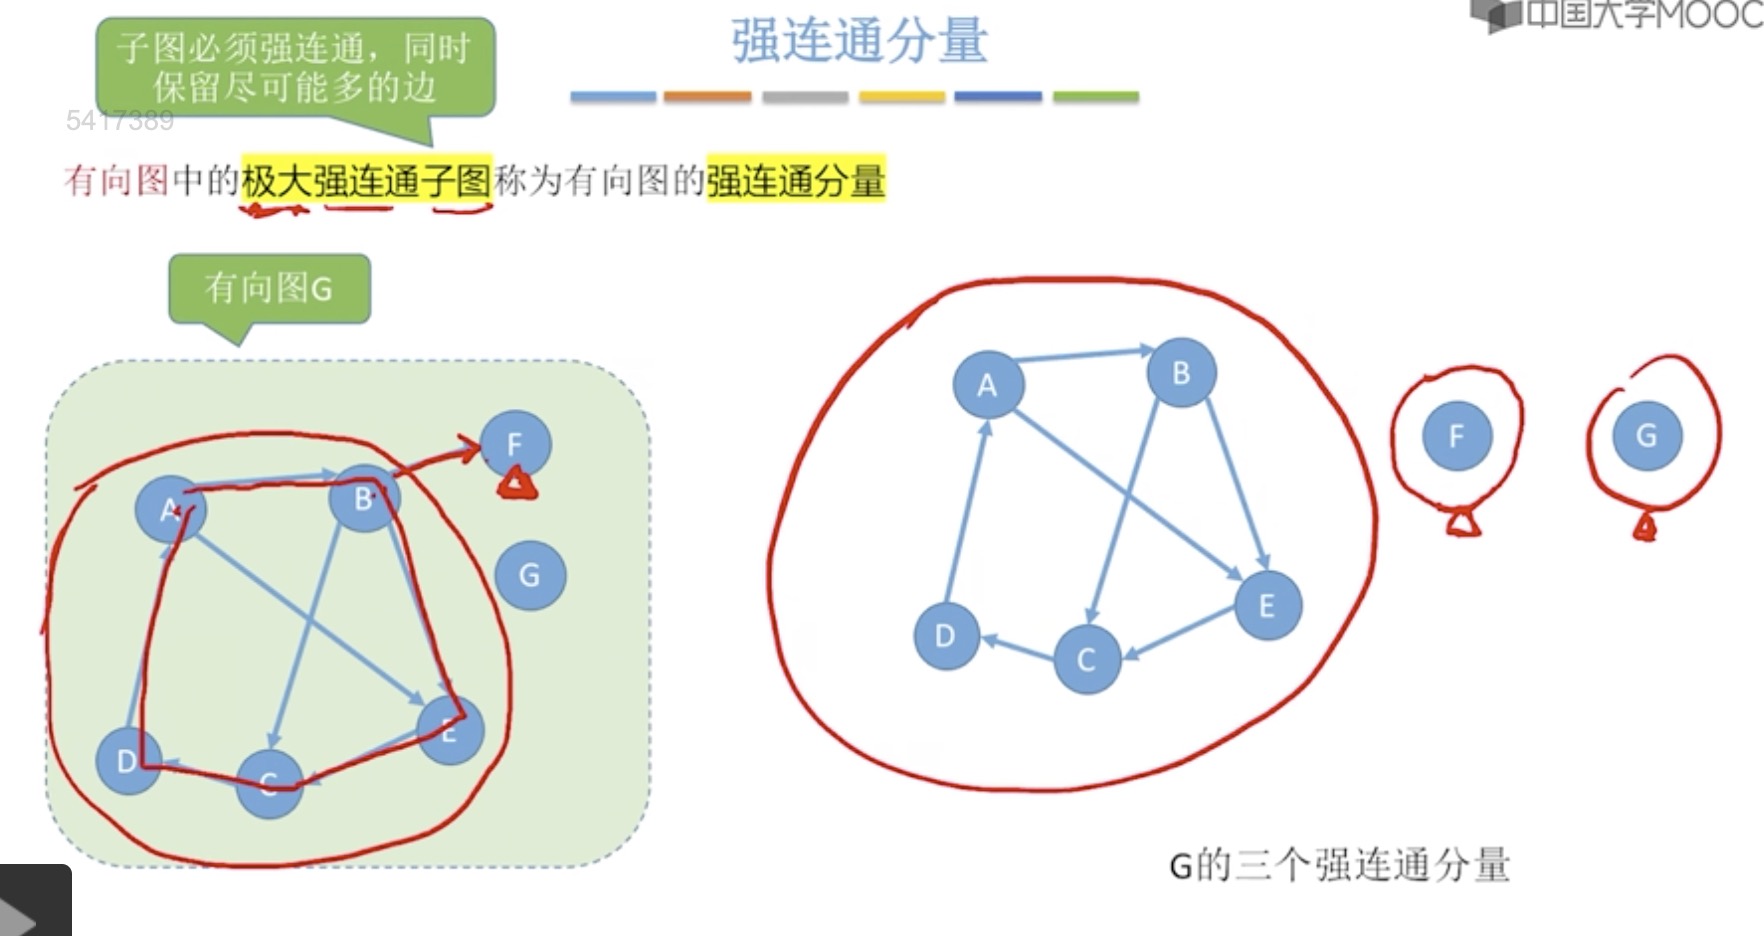 中国大学MOOC
强连通分量
子图必须强连通，同时
保留尽可能多的边
5417389
有向图中的极大强连通子图称为有向图的强连通分量
有向图G
F
A
B
G
D
C
E
A
B
F
G
E
D
C
G的三个强连通分量